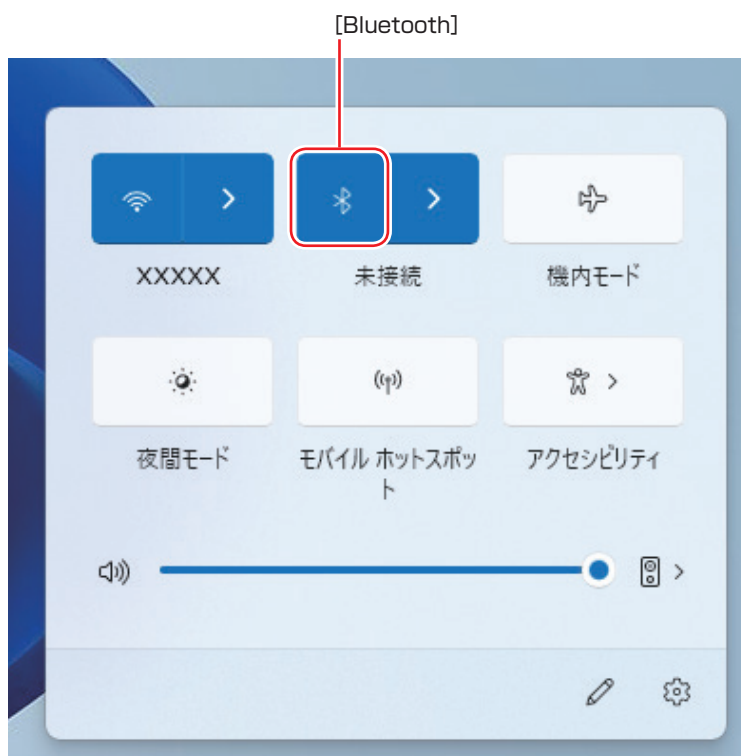 [Bluetooth]
XXXXX
未接続
機内モード
夜間モード
モバイル ホットスポッ
ト
アクセシビリティ